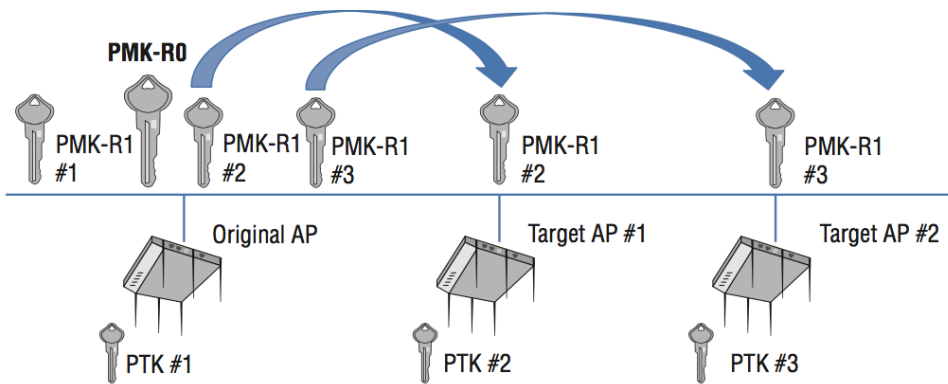 PMK-R0
PMK-R1
#1
PMK-R1
#2
PMK-R1
#3
PMK-R1
#2
PMK-R1
#3
Original AP
Target AP #1
Target AP #2
PTK #1
PTK #2
PTK #3